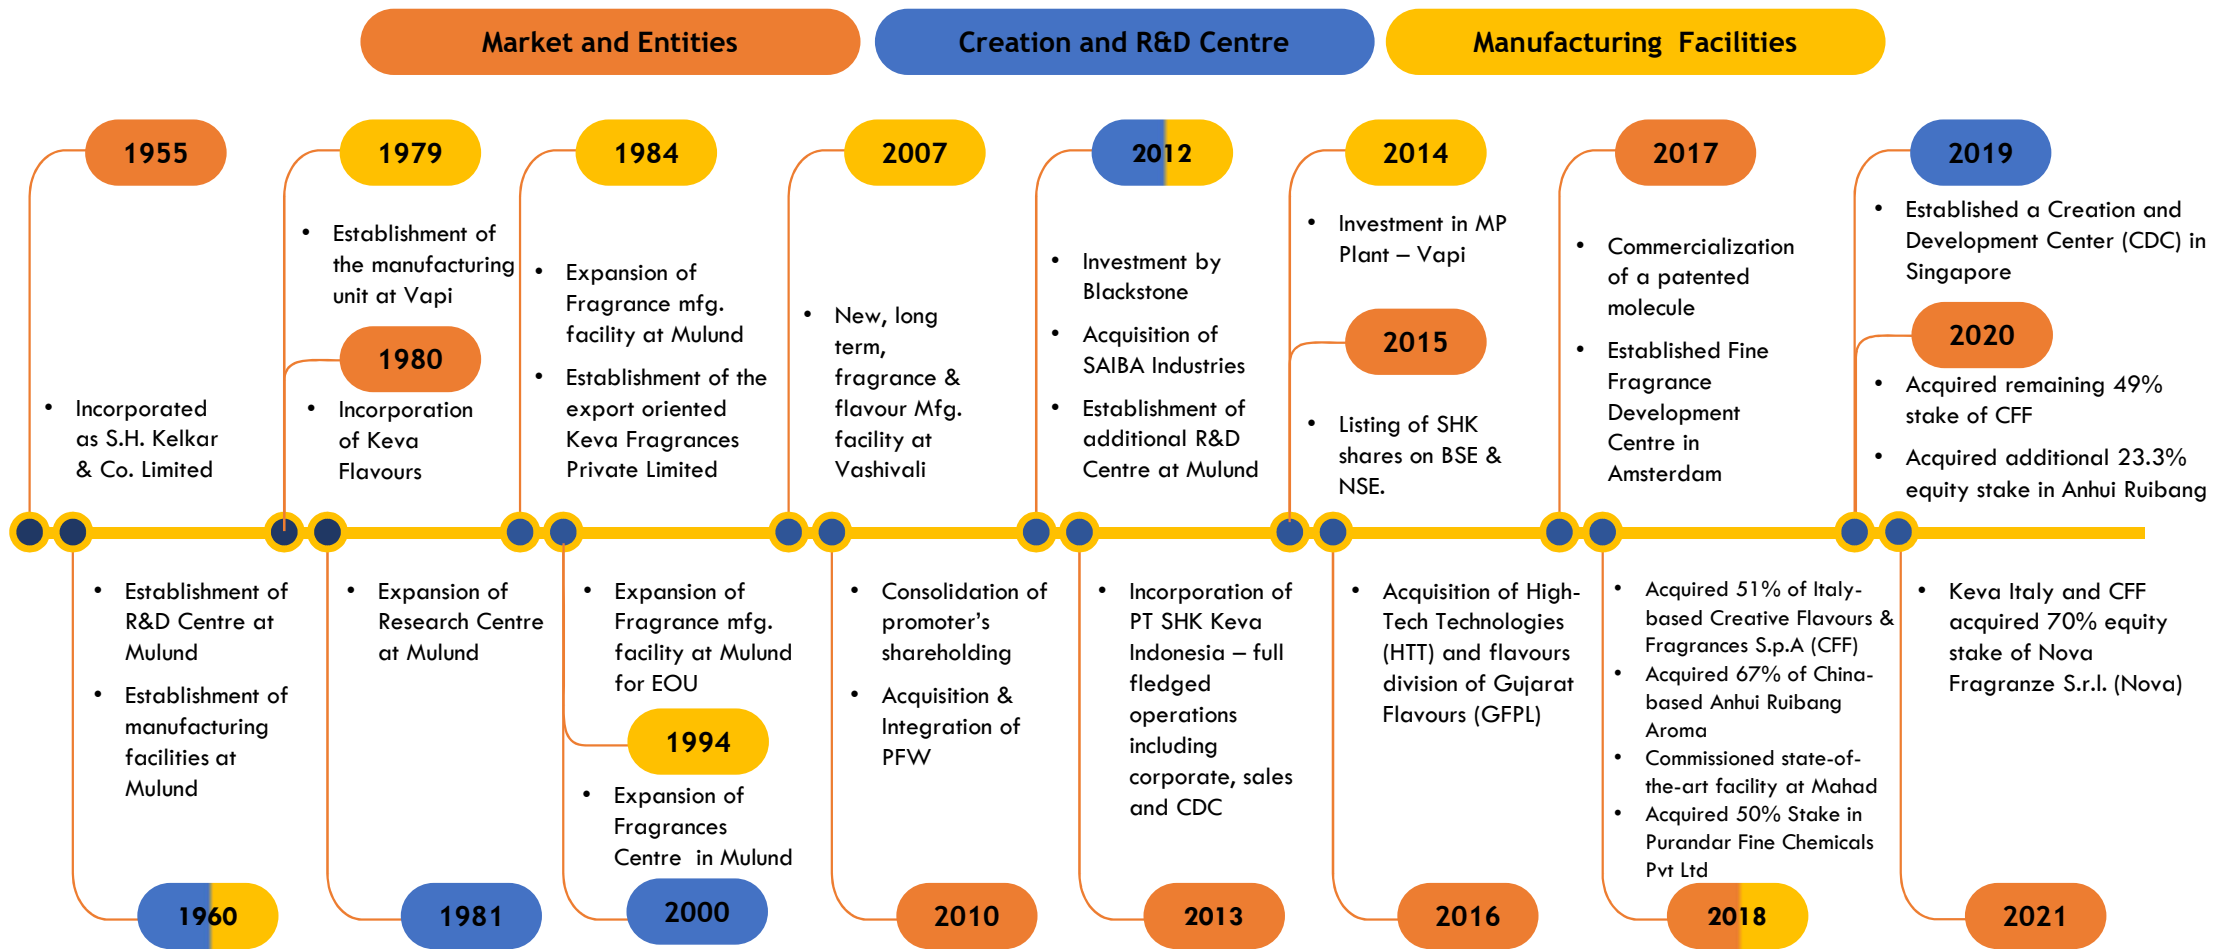 Market and Entities
Creation and R&D Centre
Manufacturing Facilities
1955
• Incorporated
as S.H. Kelkar
& Co. Limited
1979
• Establishment of
the manufacturing
unit at Vapi
1980
• Incorporation
of Keva
Flavours
1984
• Expansion of
Fragrance mfg.
facility at Mulund
• Establishment of the
export oriented
Keva Fragrances
Private Limited
2007
• New, long
term,
fragrance &
flavour Mfg.
facility at
Vashivali
2012
• Investment by
Blackstone
• Acquisition of
SAIBA Industries
• Establishment of
additional R&D
Centre at Mulund
2014
• Investment in MP
Plant – Vapi
2015
• Listing of SHK
shares on BSE &
NSE.
2017
• Commercialization
of a patented
molecule
• Established Fine
Fragrance
Development
Centre in
Amsterdam
2019
• Established a Creation and
Development Center (CDC) in
Singapore
2020
• Acquired remaining 49%
stake of CFF
• Acquired additional 23.3%
equity stake in Anhui Ruibang
• Establishment of
R&D Centre at
Mulund
• Establishment of
manufacturing
facilities at
Mulund
1960
• Expansion of
Research Centre
at Mulund
1981
• Expansion of
Fragrance mfg.
facility at Mulund
for EOU
1994
• Expansion of
Fragrances
Centre in Mulund
2000
• Consolidation of
promoter’s
shareholding
• Acquisition &
Integration of
PFW
2010
• Incorporation of
PT SHK Keva
Indonesia – full
fledged
operations
including
corporate, sales
and CDC
2013
• Acquisition of High-
Tech Technologies
(HTT) and flavours
division of Gujarat
Flavours (GFPL)
2016
• Acquired 51% of Italy-
based Creative Flavours &
Fragrances S.p.A (CFF)
• Acquired 67% of China-
based Anhui Ruibang
Aroma
• Commissioned state-of-
the-art facility at Mahad
• Acquired 50% Stake in
Purandar Fine Chemicals
Pvt Ltd
2018
• Keva Italy and CFF
acquired 70% equity
stake of Nova
Fragranze S.r.l. (Nova)
2021